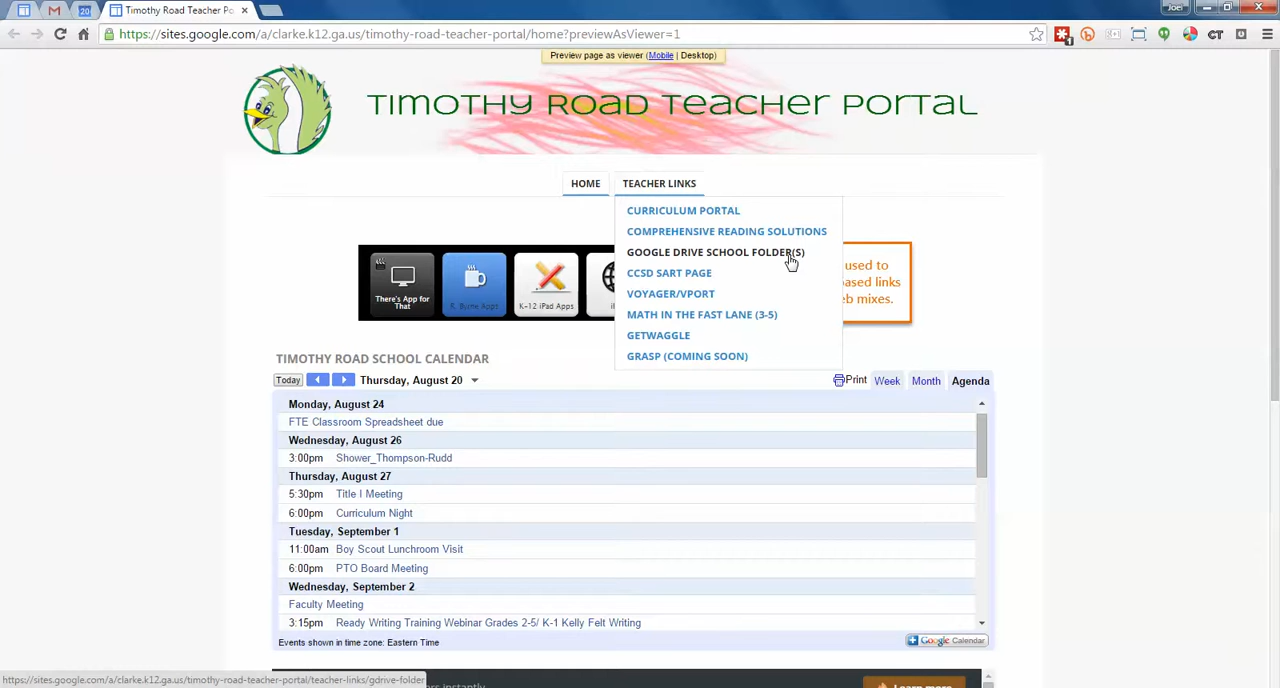 Timothy Road Teacher Po
20
Joel
https://sites.google.com/a/clarke.k12.ga.us/timothy-road-teacher-portal/home?previewAsViewer=1
1
Preview page as viewer (Mobile | Desktop)
Timothy Road Teacher Portal
HOME
TEACHER LINKS
CURRICULUM PORTAL
COMPREHENSIVE READING SOLUTIONS
GOOGLE DRIVE SCHOOL FOLDER(S)
CCSD SART PAGE
VOYAGER/VPORT
MATH IN THE FAST LANE (3-5)
GETWAGGLE
GRASP (COMING SOON)
There's App for
That
R. Byrne Apps
K-12 iPad Apps
used to
ased links
eb mixes.
TIMOTHY ROAD SCHOOL CALENDAR
Today
Thursday, August 20
Print
Week
Month
Agenda
Monday, August 24
FTE Classroom Spreadsheet due
Wednesday, August 26
3:00pm Shower_Thompson-Rudd
Thursday, August 27
5:30pm Title I Meeting
6:00pm Curriculum Night
Tuesday, September 1
11:00am Boy Scout Lunchroom Visit
6:00pm PTO Board Meeting
Wednesday, September 2
Faculty Meeting
3:15pm Ready Writing Training Webinar Grades 2-5/ K-1 Kelly Felt Writing
Events shown in time zone: Eastern Time
Google Calendar
https://sites.google.com/a/clarke.k12.ga.us/timothy-road-teacher-portal/teacher-links/gdrive-folder
ers instantly
Learn more